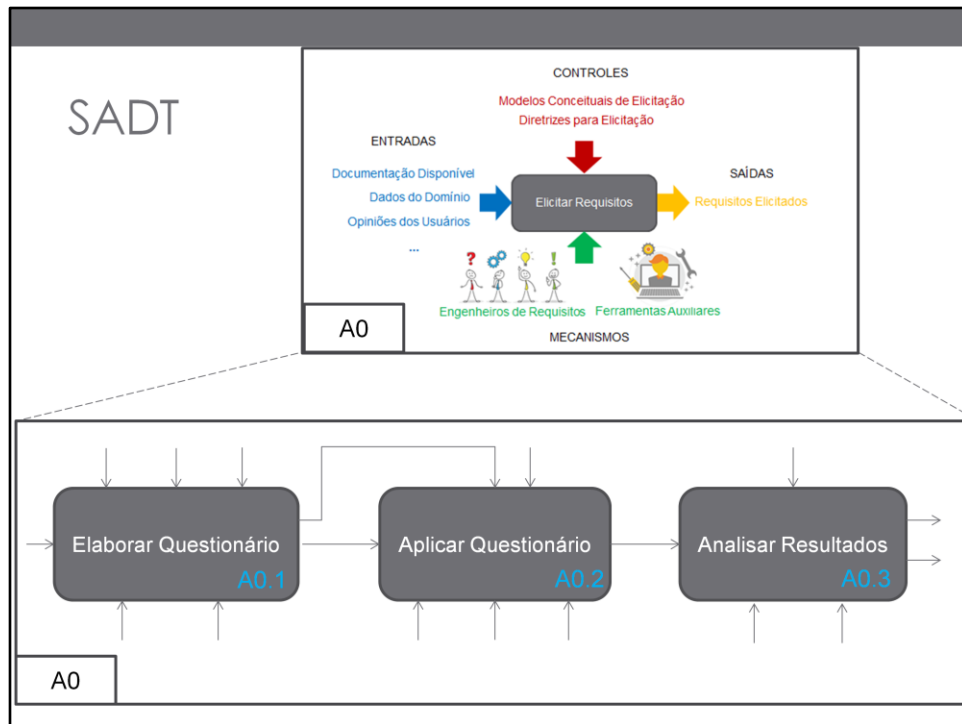 SADT
CONTROLES
Modelos Conceituais de Elicitação
Diretrizes para Elicitação
ENTRADAS
Documentação Disponível
Dados do Domínio
Opiniões dos Usuários
...
Elicitar Requisitos
SAÍDAS
Requisitos Elicitados
? !
Engenheiros de Requisitos
Ferramentas Auxiliares
MECANISMOS
A0
Elaborar Questionário
A0.1
Aplicar Questionário
A0.2
Analisar Resultados
A0.3
A0